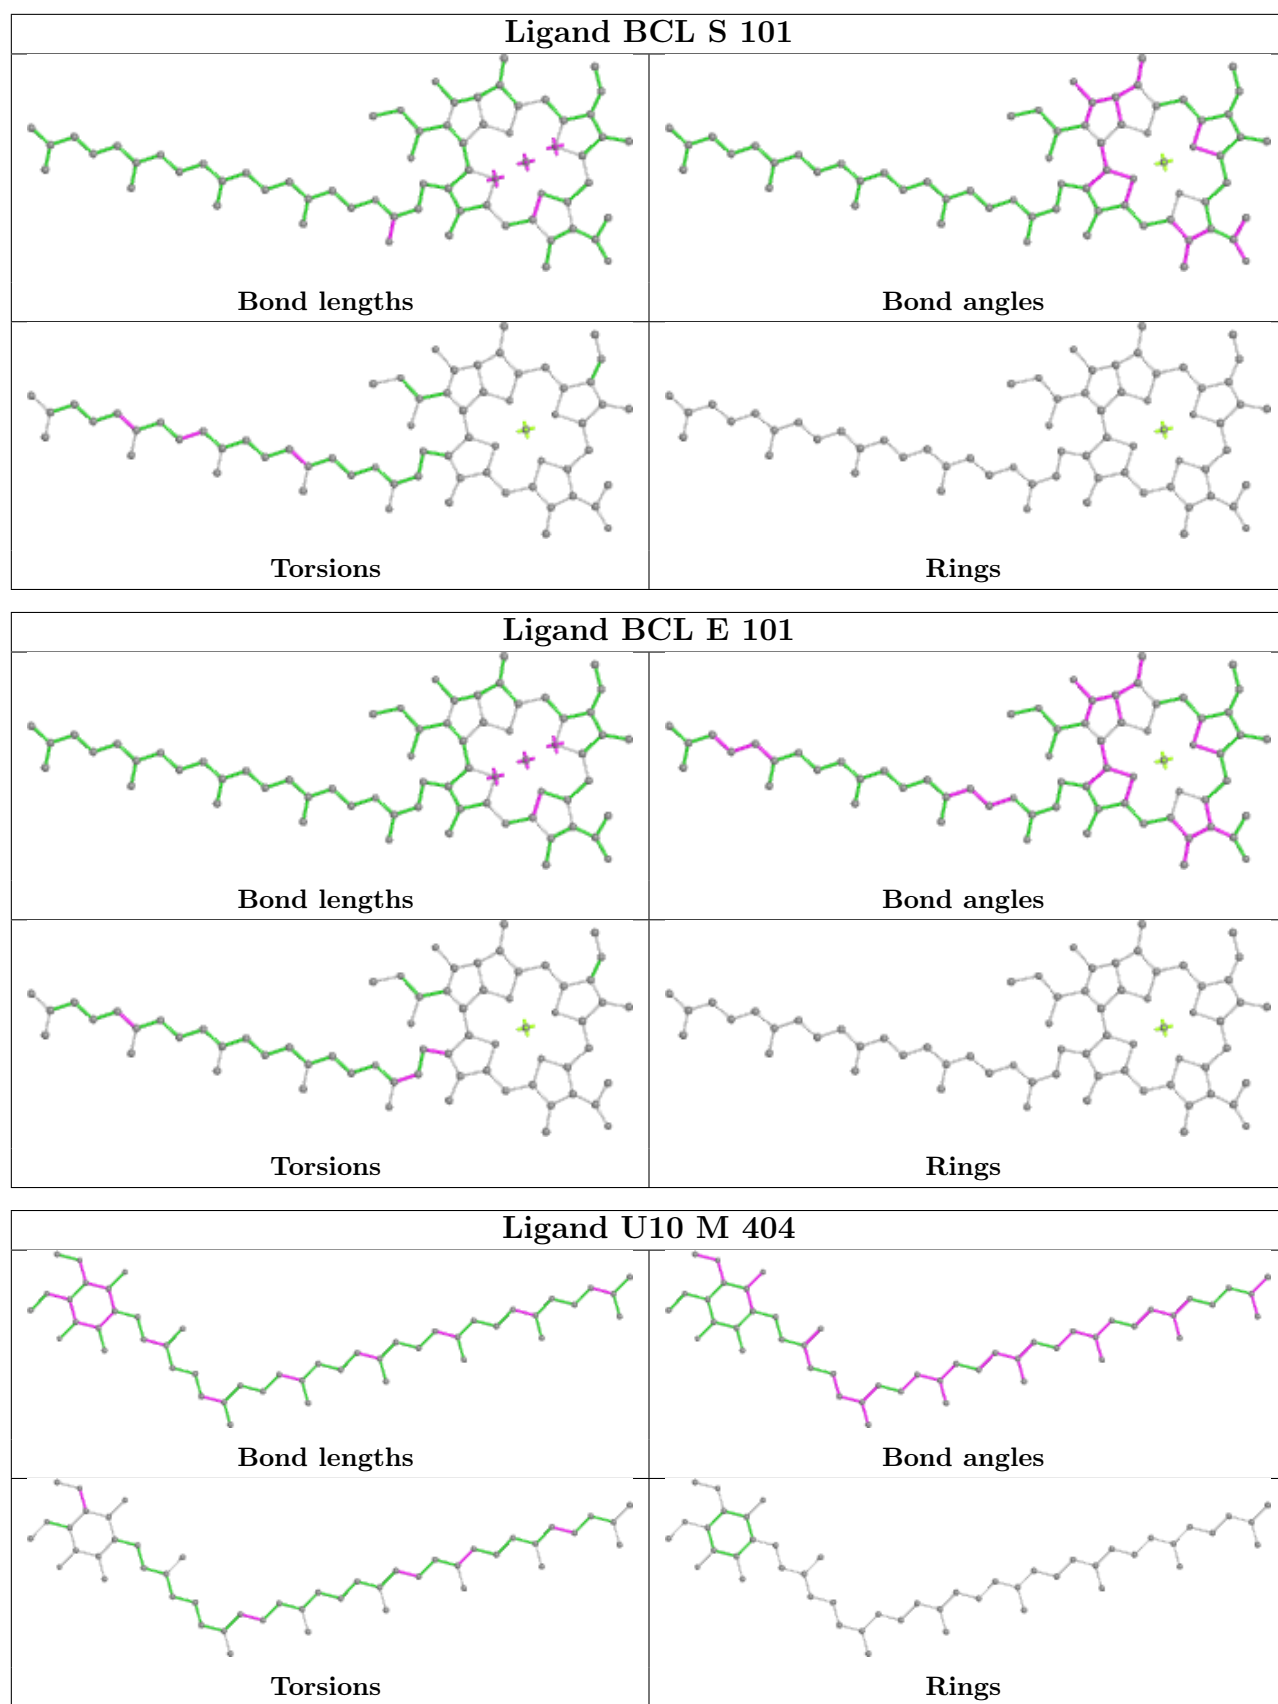 Ligand BCL S 101
Bond lengths
Bond angles
Torsions
Rings
Ligand BCL E 101
Bond lengths
Bond angles
Torsions
Rings
Ligand U10 M 404
Bond lengths
Bond angles
Torsions
Rings